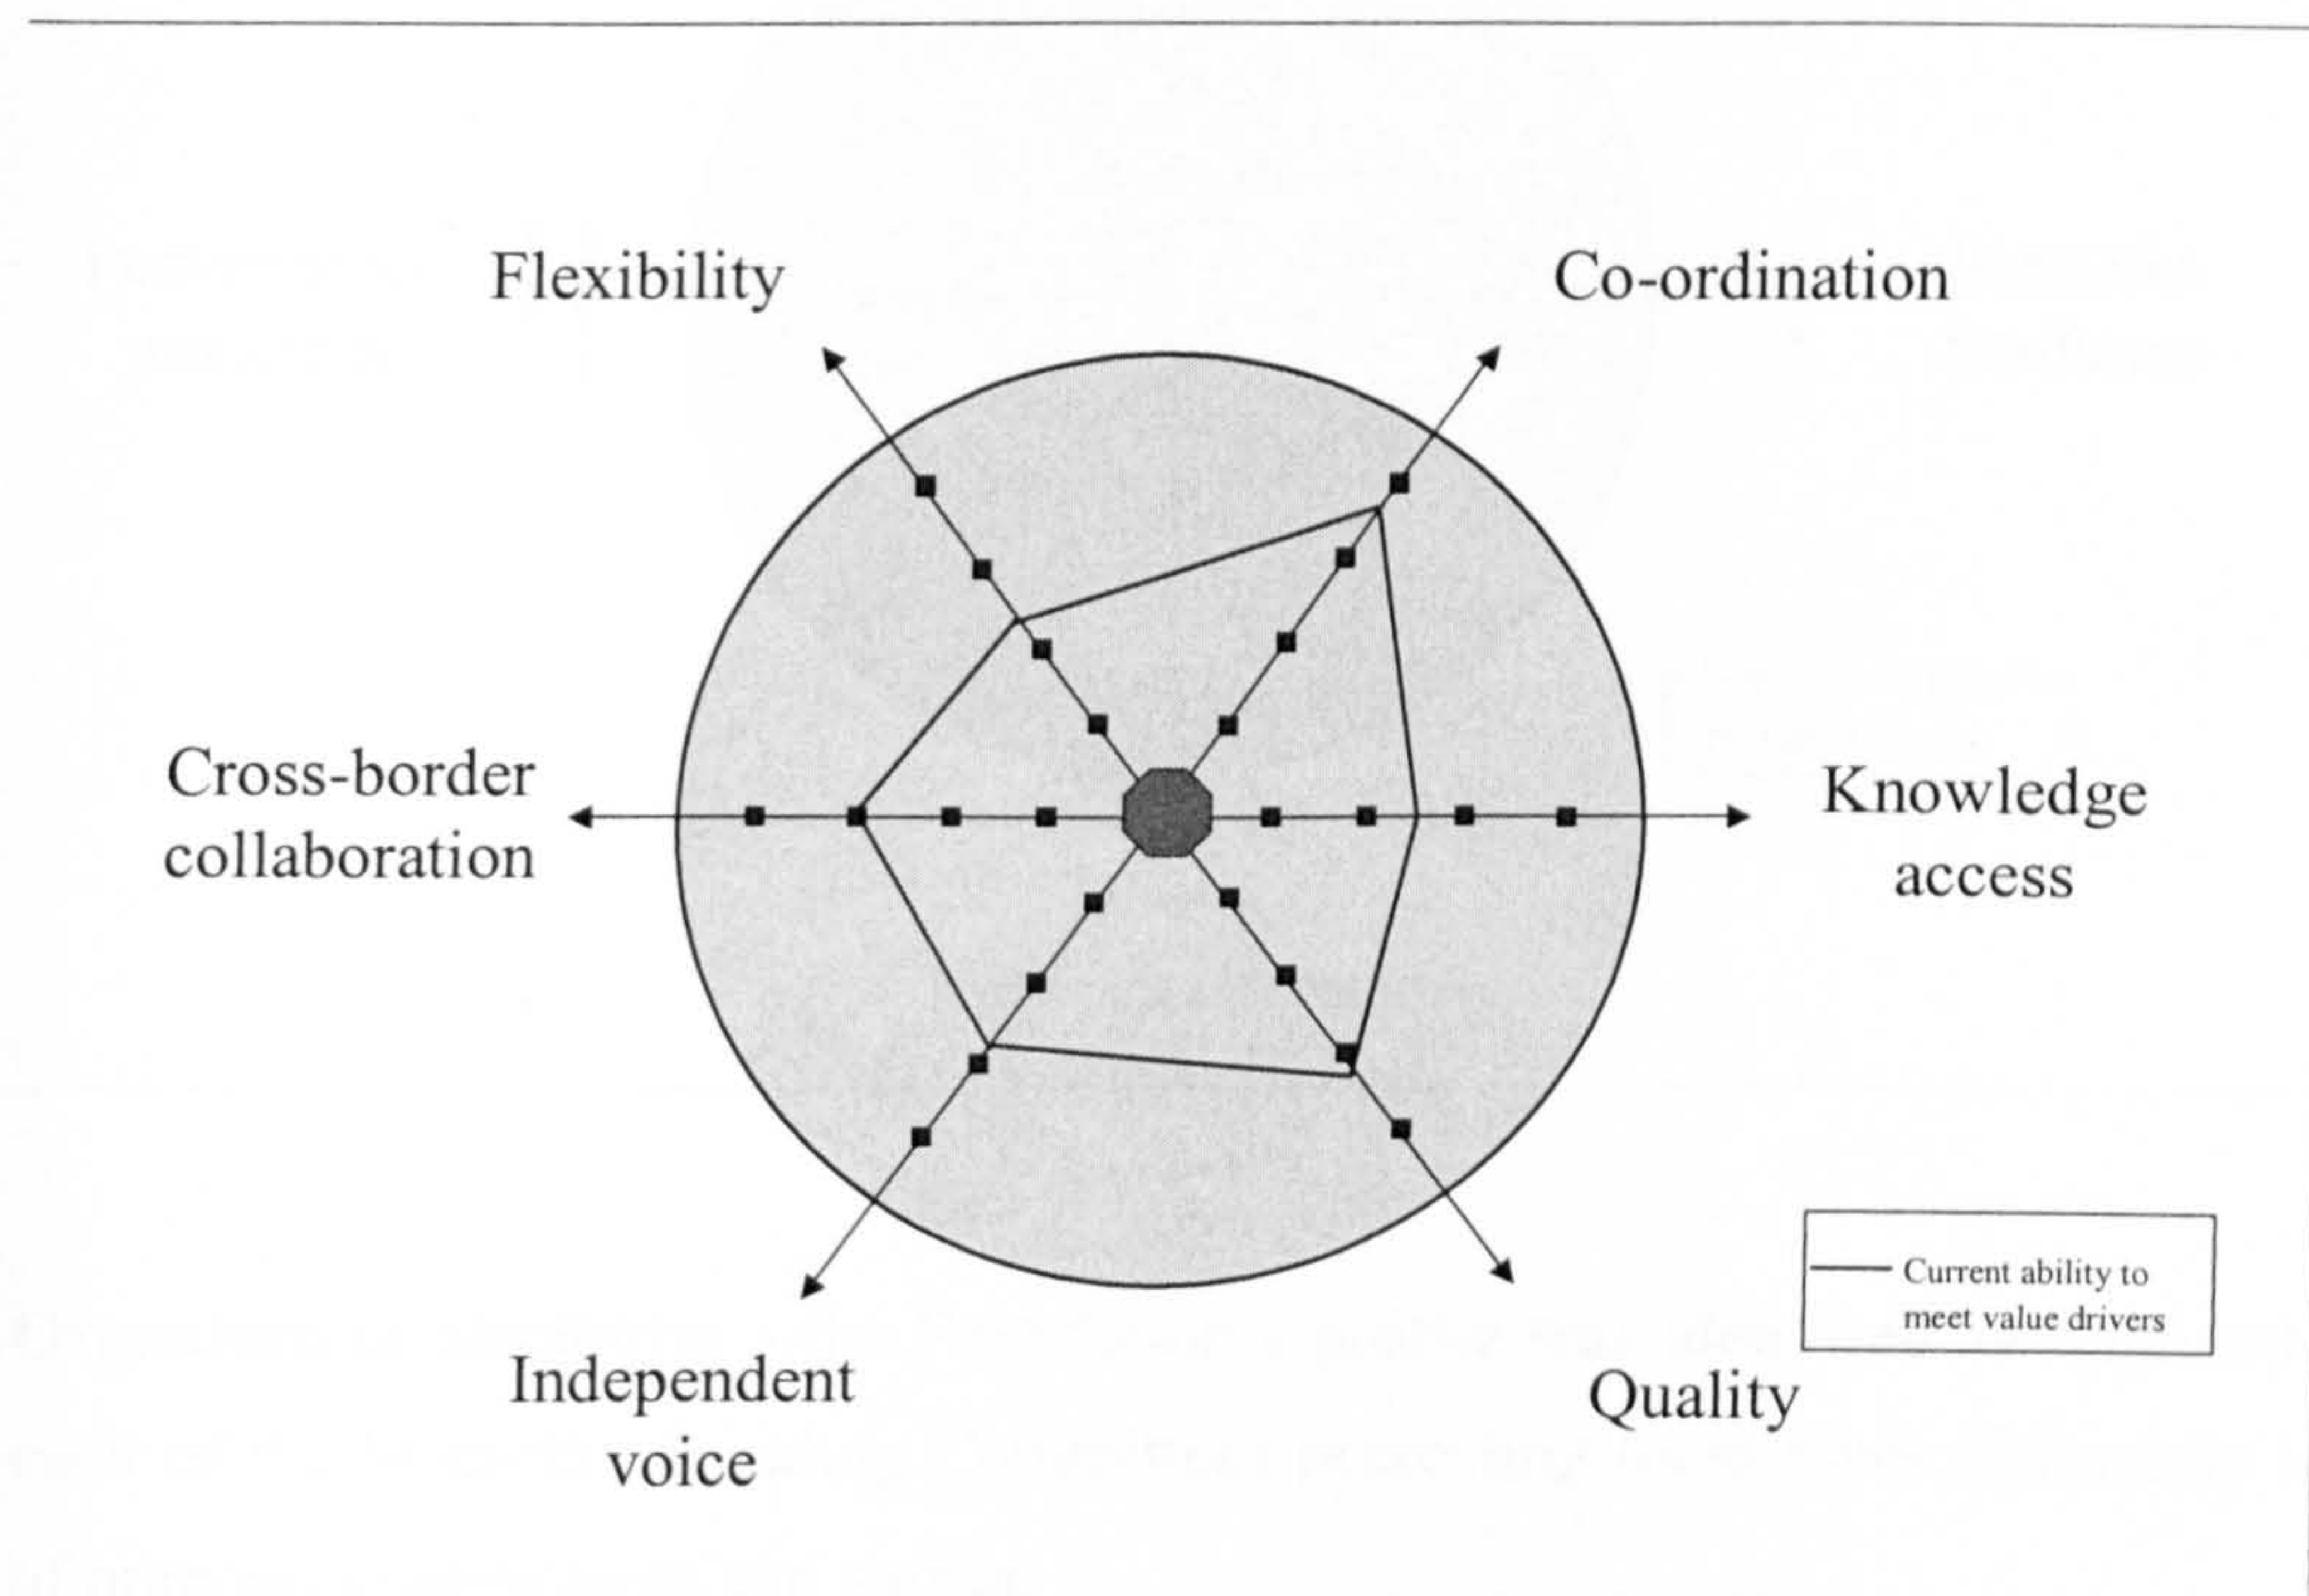 Flexibility
Co-ordination
Cross-border
collaboration
Knowledge
access
Independent
voice
Quality
Current ability to
meet value drivers